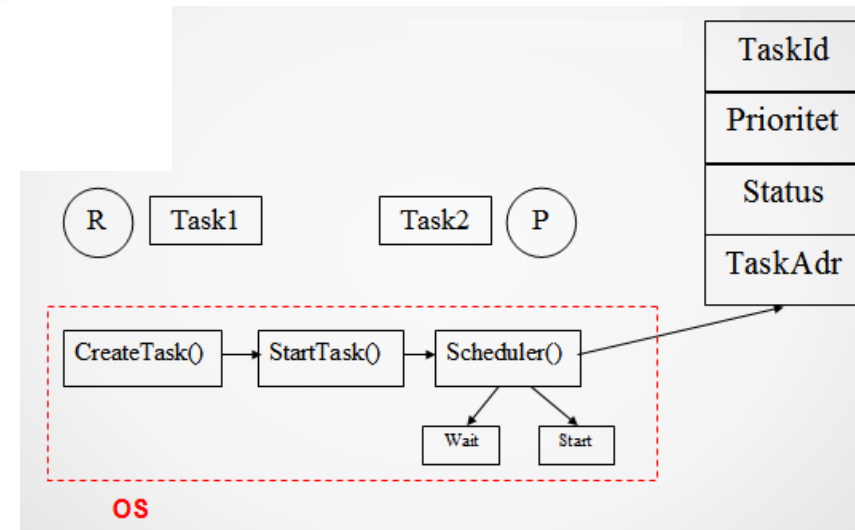 TaskId
Prioritet
Status
TaskAdr
R
Task1
Task2
P
CreateTask()
StartTask()
Scheduler()
Wait
Start
OS